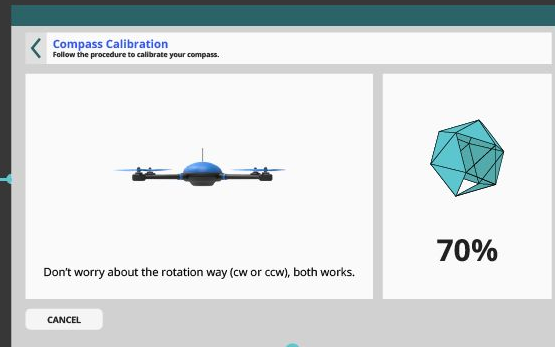 Compass Calibration
Follow the procedure to calibrate your compass.
Don't worry about the rotation way (cw or ccw), both works.
70%
CANCEL